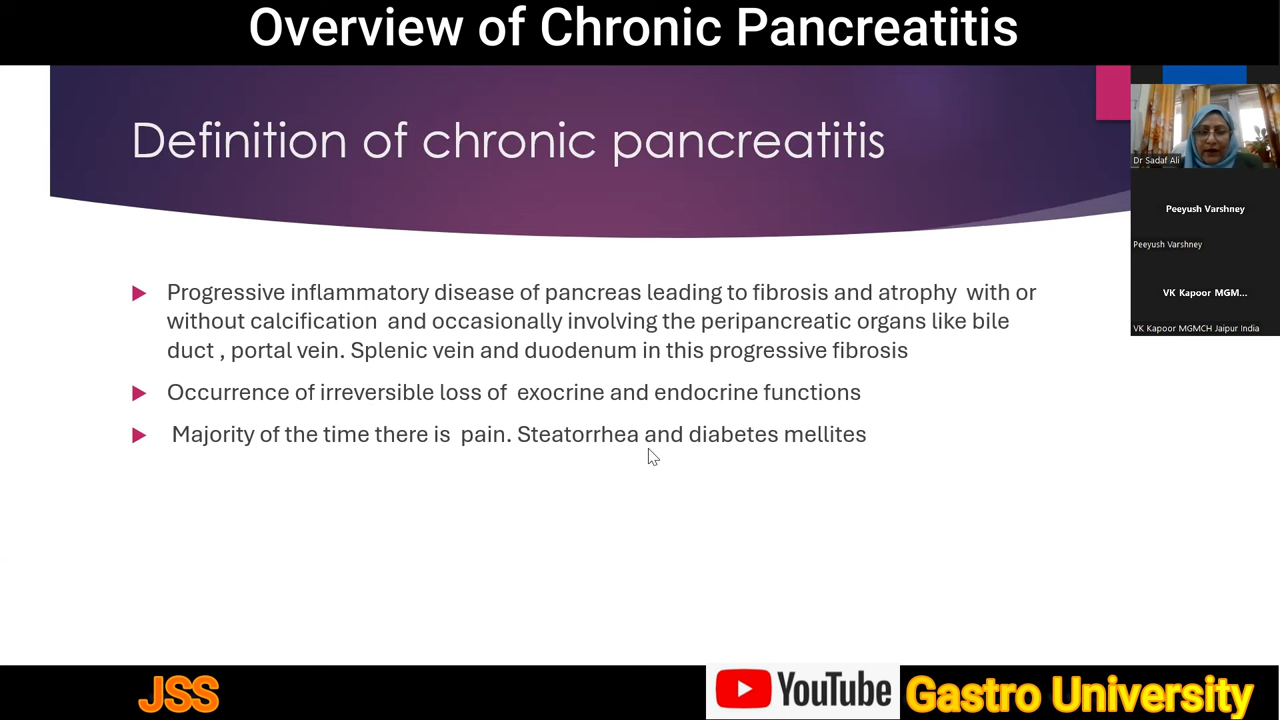 Overview of Chronic Pancreatitis
Definition of chronic pancreatitis
Dr Sadaf Ali
Peeyush Varshney
Peeyush Varshney
VK Kapoor MGM...
VK Kapoor MGMCH Jaipur India
Progressive inflammatory disease of pancreas leading to fibrosis and atrophy with or
without calcification and occasionally involving the peripancreatic organs like bile
duct , portal vein. Splenic vein and duodenum in this progressive fibrosis
Occurrence of irreversible loss of exocrine and endocrine functions
Majority of the time there is pain. Steatorrhea and diabetes mellites
JSS
YouTube
Gastro University